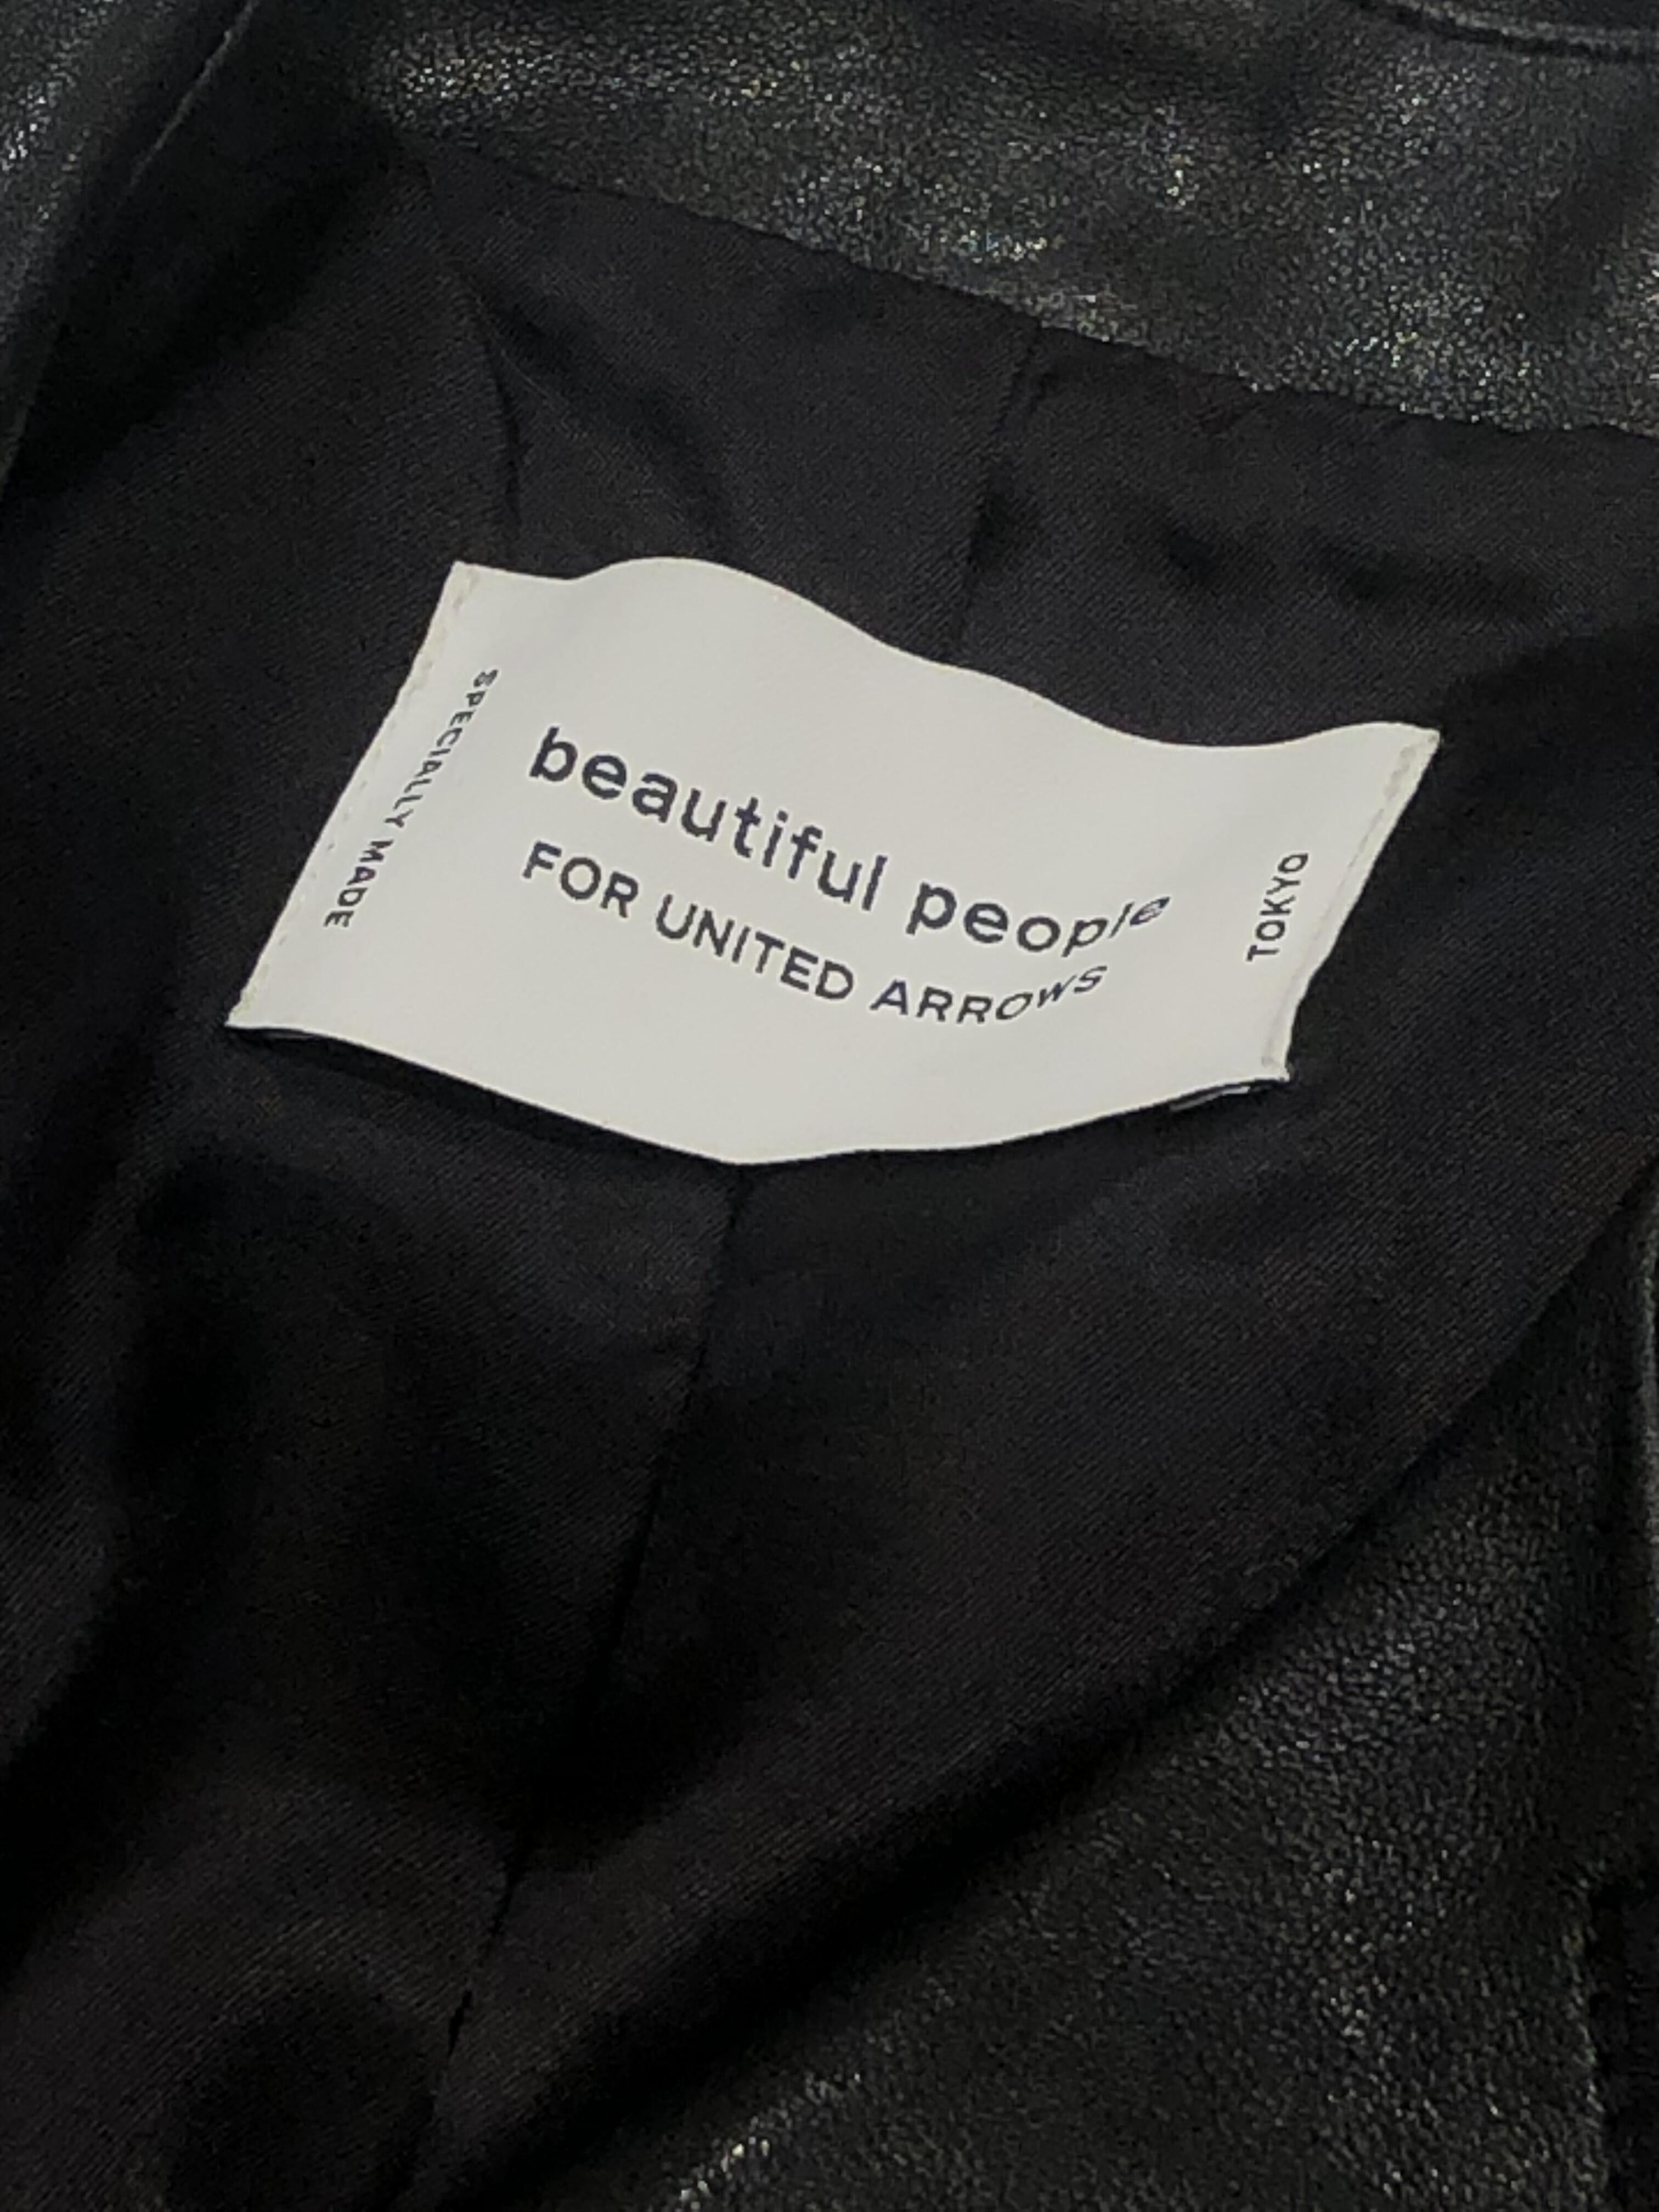 SPECIALLY MADE
beautiful people
FOR UNITED ARROWS
TOKYO